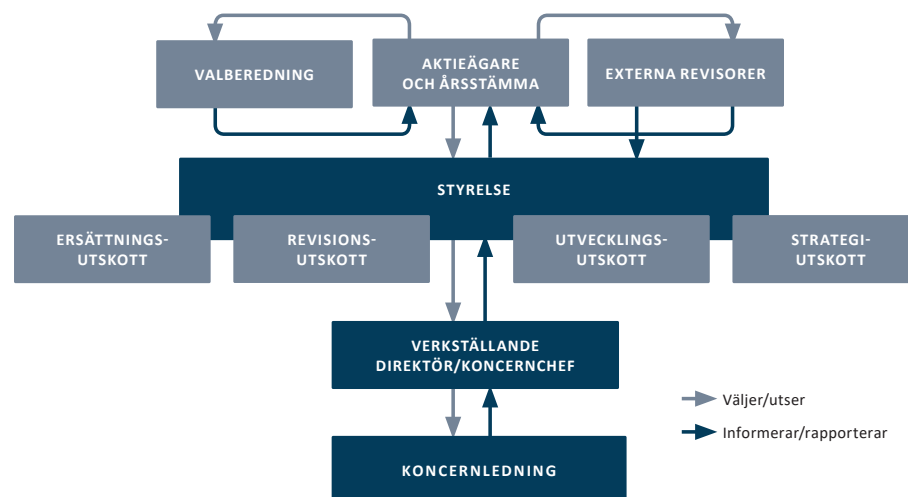 VALBEREDNING
AKTIEÄGARE
OCH ÅRSSTÄMMA
EXTERNA REVISORER
STYRELSE
ERSÄTTNINGS-
UTSKOTT
REVISIONS-
UTSKOTT
UTVECKLINGS-
UTSKOTT
STRATEGI-
UTSKOTT
VERKSTÄLLANDE
DIREKTÖR/KONCERNCHEF
Väljer/utser
Informerar/rapporterar
KONCERNLEDNING